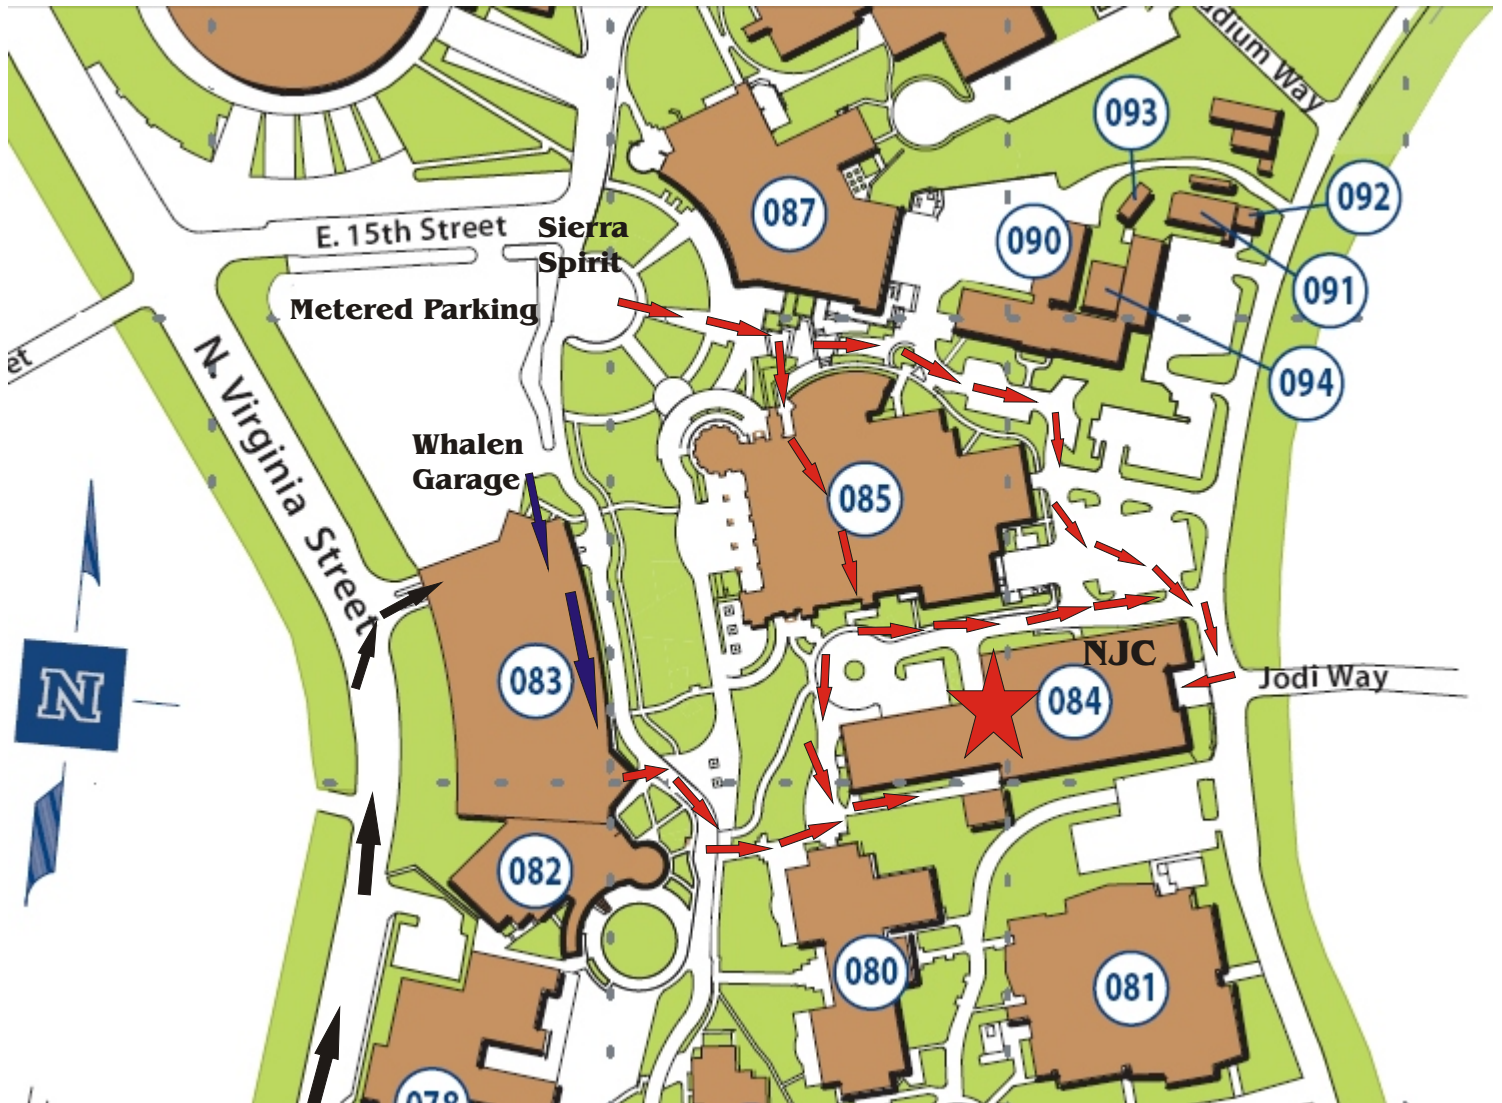 093
092
087
090
091
E. 15th Street
Sierra
Spirit
Metered Parking
094
N. Virginia Street
Whalen
Garage
085
NJC
Jodi Way
083
084
N
082
080
081